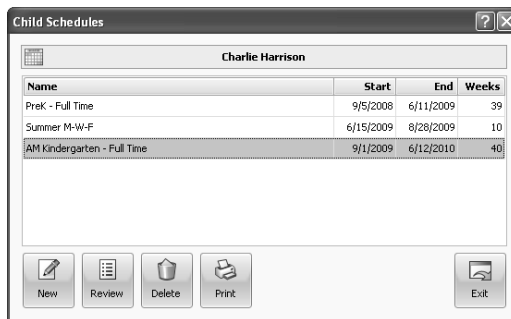 Child Schedules
Charlie Harrison
Name Start End Weeks
PreK - Full Time 9/5/2008 6/11/2009 39
Summer M-W-F 6/15/2009 8/28/2009 10
AM Kindergarten - Full Time 9/1/2009 6/12/2010 40
New Review Delete Print Exit